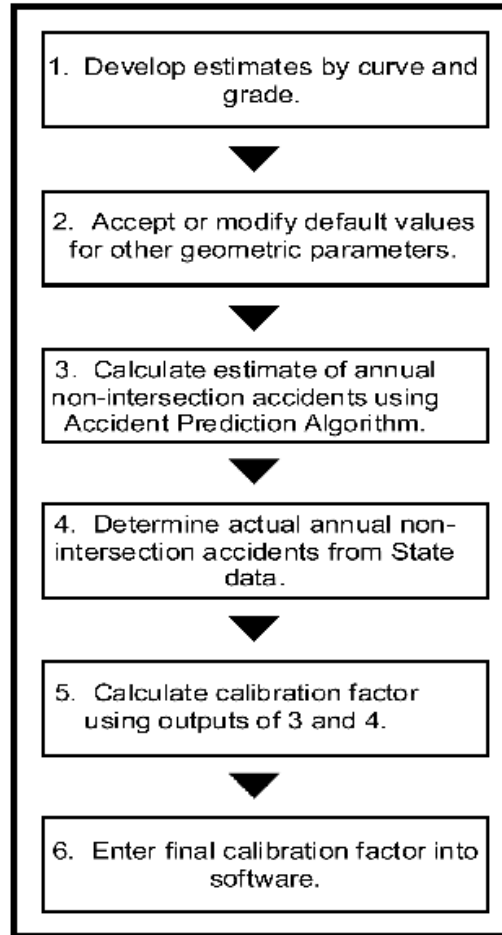 1. Develop estimates by curve and
grade.
2. Accept or modify default values
for other geometric parameters.
3. Calculate estimate of annual
non-intersection accidents using
Accident Prediction Algorithm.
4. Determine actual annual non-
intersection accidents from State
data.
5. Calculate calibration factor
using outputs of 3 and 4.
6. Enter final calibration factor into
software.